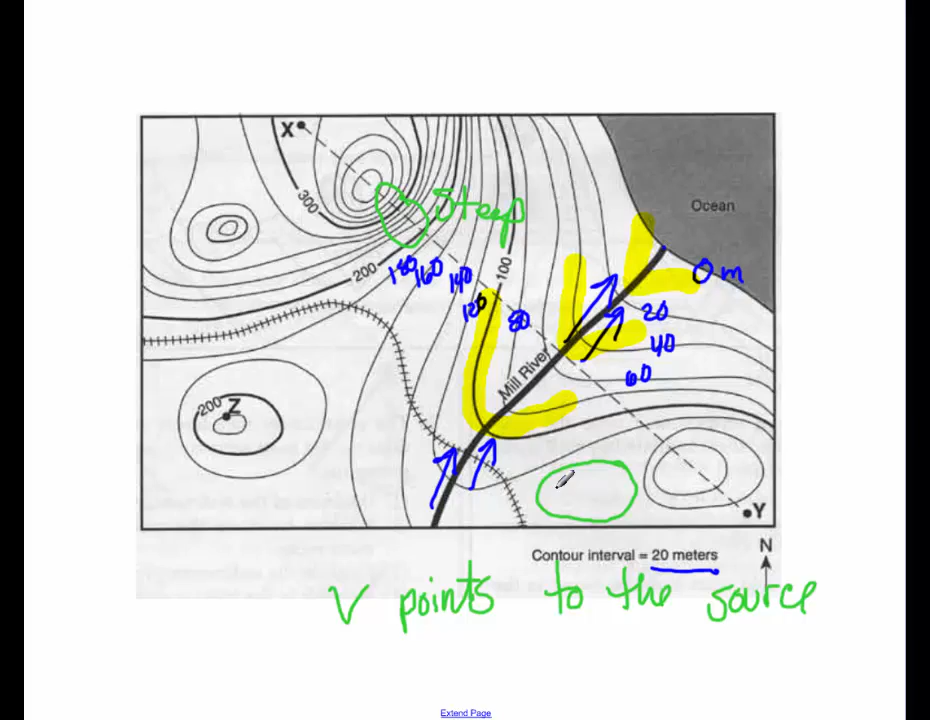 X
300
Steep
Ocean
200
180
160
140
100
0 m
120
80
20
40
60
Mill River
200
Z
Y
Contour interval = 20 meters
N
V points to the source
Extend Page